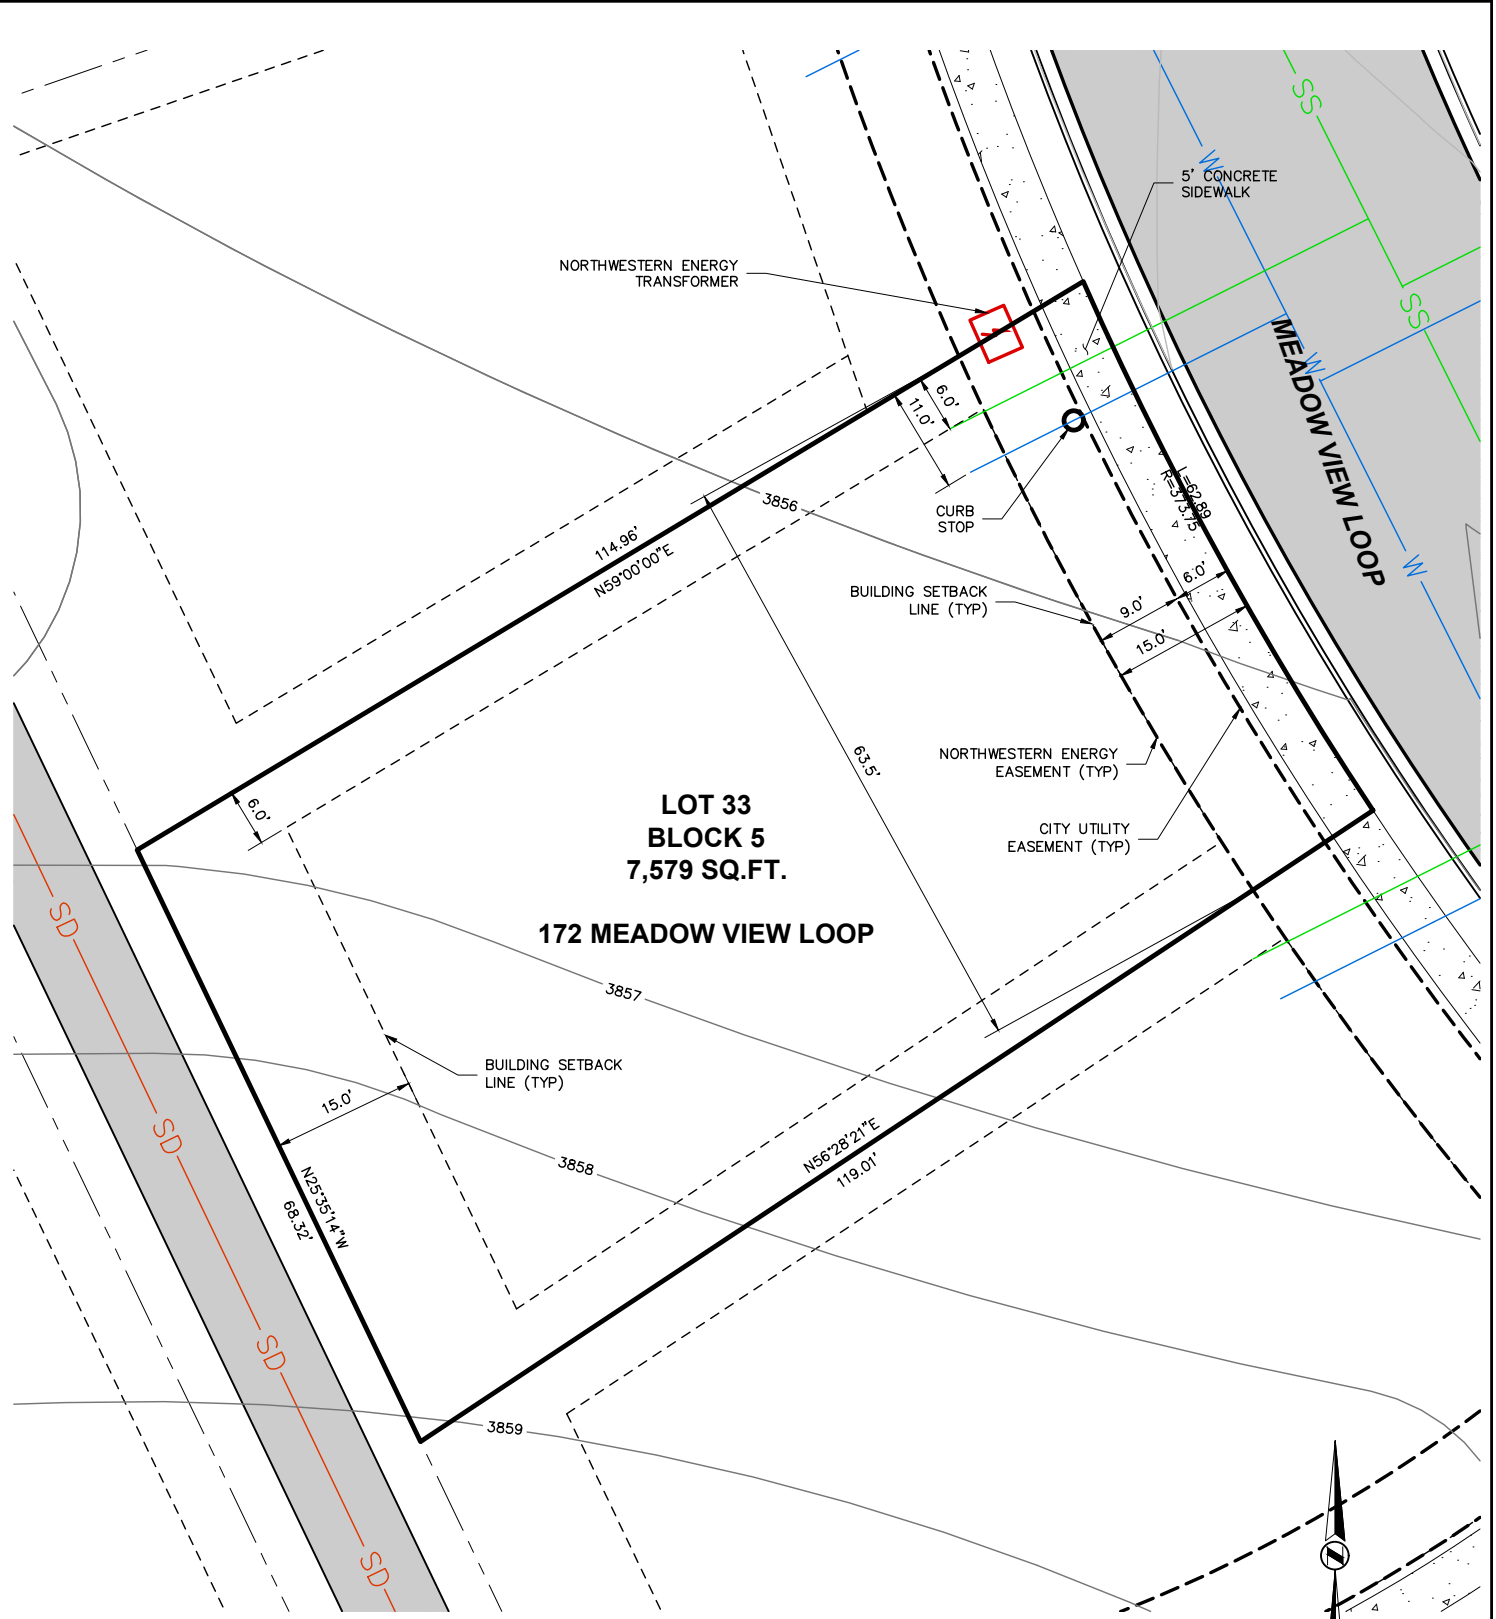 SS
W
5' CONCRETE
SIDEWALK
NORTHWESTERN ENERGY
TRANSFORMER
SS
MEADOW VIEW LOOP
W
6.0'
11.0'
3856
CURB
STOP
L=62.89
R=373.75
114.96'
N59°00'00"E
W
6.0'
BUILDING SETBACK
LINE (TYP)
9.0'
15.0'
63.5'
NORTHWESTERN ENERGY
EASEMENT (TYP)
6.0'
LOT 33
BLOCK 5
7,579 SQ.FT.
CITY UTILITY
EASEMENT (TYP)
172 MEADOW VIEW LOOP
SD
3857
BUILDING SETBACK
LINE (TYP)
15.0'
SD
N56°28'21"E
119.01'
3858
N25°35'14"W
68.32'
SD
3859
SD